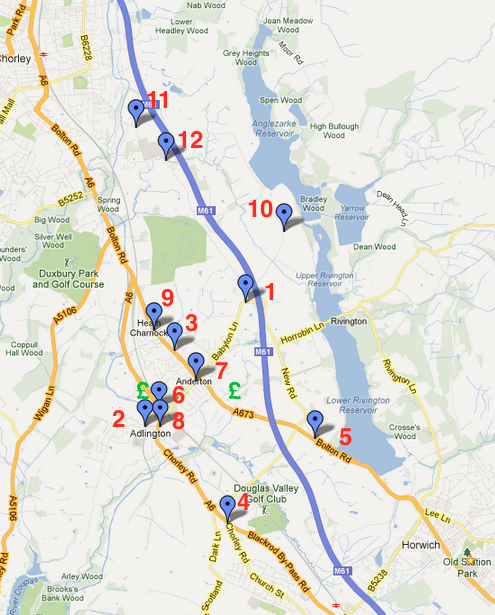 Park Rd
Nab Wood
Lower
Headley Wood
Joan Meadow
Wood
B6228
Grey Heights
Wood
Moor Rd
Chorley
A6
Spen Wood
11
M61
Anglezarke
Reservoir
High Bullough
Wood
Bolton Rd
12
A6
B5252
Spring
Wood
10
Bradley
Wood
Yarrow
Reservoir
Dean Head Ln
Big Wood
Silver Well
Wood
M61
Bolton Rd
Dean Wood
Duxbury Park
and Golf Course
Upper Rivington
Reservoir
1
A6
9
Heath
Charnock
3
A5106
Rivington
Horrobin Ln
Babylon Ln
Coppull
Hall Wood
M61
7
Anderton
New Rd
Rivington Ln
£
6
£
Wigan Ln
Lower Rivington
Reservoir
2
8
A673
Adlington
5
Crosse's
Wood
Bolton Rd
Chorley Rd
Douglas Valley
Golf Club
4
A6
A5106
Lee Ln
Blackrod By-Pass Rd
Dark Ln
Chorley Rd
Horwich
Old Station
Park
Arley Wood
M61
B5238
Brooke's
Bank Wood
Church St
Scotland
River Douglas